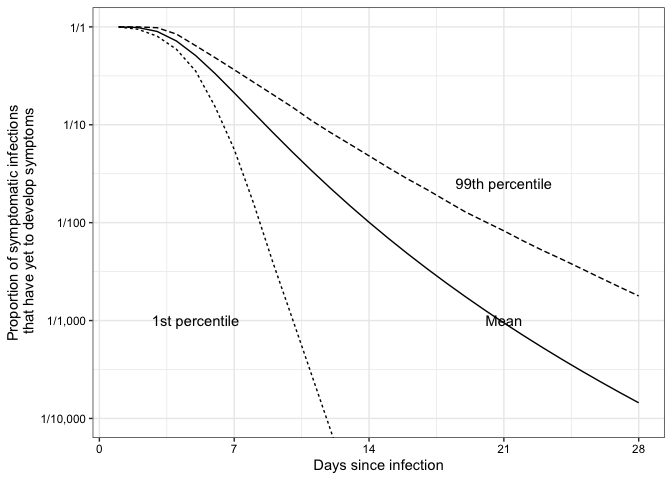 Proportion of symptomatic infections
that have yet to develop symptoms
1/1
1/10
1/100
1/1,000
1/10,000
99th percentile
1st percentile
Mean
0
7
14
21
28
Days since infection